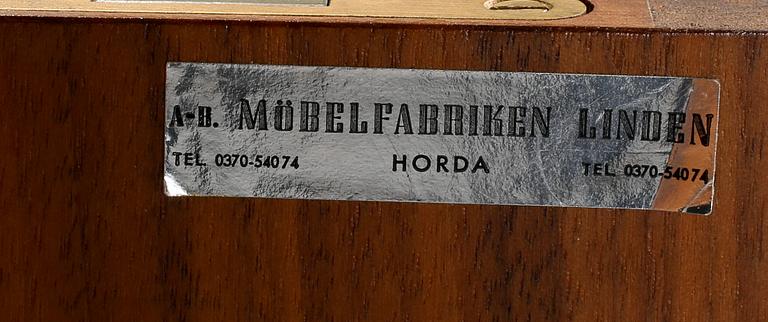 A-B. MÖBELFABRIKEN LINDEN
TEL. 0370-54074 HORDA TEL. 0370-54074